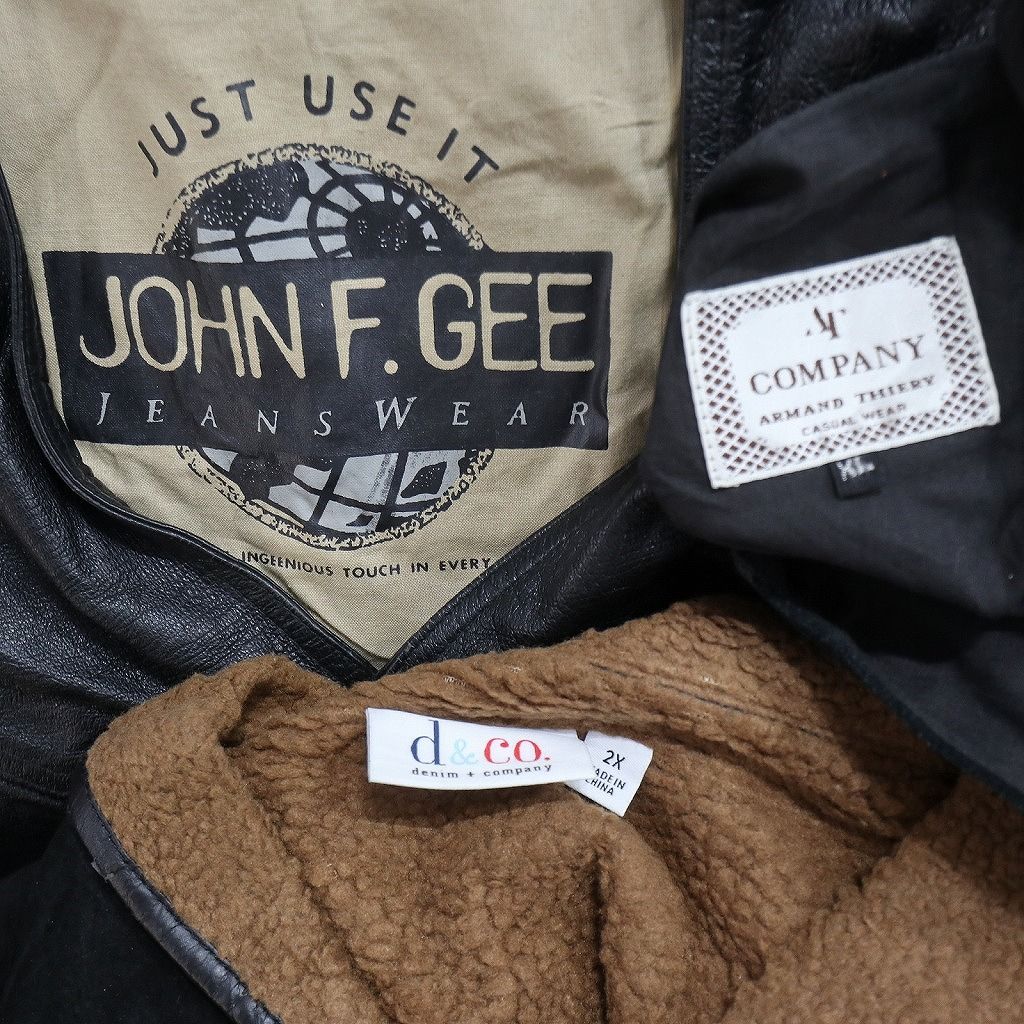 JUST USE IT
JOHN F. GEE
JEANSWEAR
INGEENIOUS TOUCH IN EVERY
AT
COMPANY
ARMAND THIERY
CASUAL WEAR
XL
d&co.
denim + company
2X
MADE IN
CHINA